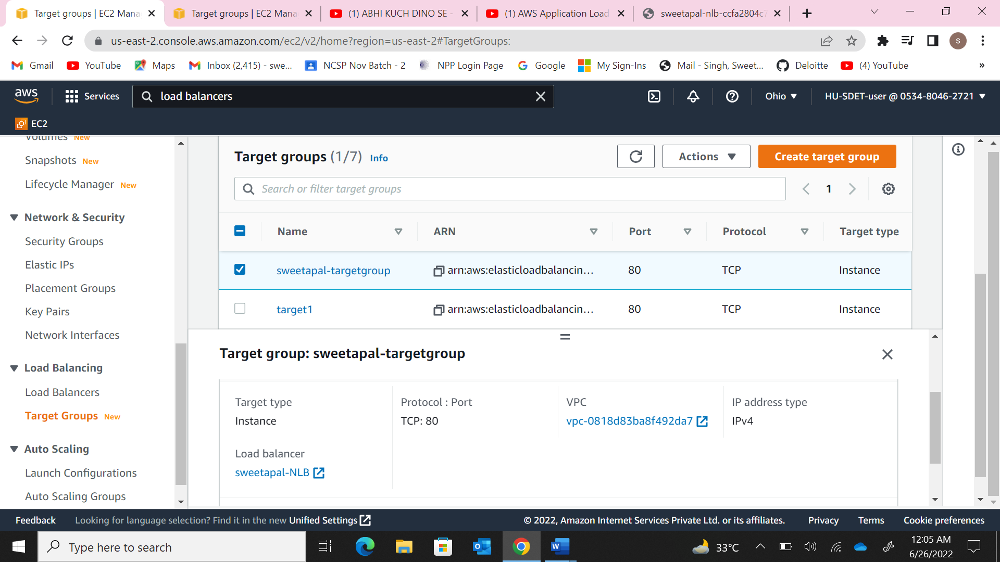 Target groups | EC2 Mana
Target groups | EC2 Mana
(1) ABHI KUCH DINO SE -
(1) AWS Application Load
sweetapal-nlb-ccfa2804c7
us-east-2.console.aws.amazon.com/ec2/v2/home?region=us-east-2#TargetGroups:
s
Gmail
YouTube
Maps
Inbox (2,415) - swe...
NCSP Nov Batch - 2
NPP Login Page
Google
My Sign-Ins
Mail - Singh, Sweet...
Deloitte
(4) YouTube
»
aws
Services
load balancers
Ohio
HU-SDET-user @ 0534-8046-2721
EC2
Volumes New
Snapshots New
Lifecycle Manager New
Network & Security
Security Groups
Elastic IPs
Placement Groups
Key Pairs
Network Interfaces
Load Balancing
Load Balancers
Target Groups New
Auto Scaling
Launch Configurations
Auto Scaling Groups
Target groups (1/7) Info
Actions
Create target group
Search or filter target groups
1
Name ARN Port Protocol Target type
sweetapal-targetgroup arn:aws:elasticloadbalancin... 80 TCP Instance
target1 arn:aws:elasticloadbalancin... 80 TCP Instance
Target group: sweetapal-targetgroup
Target type
Instance
Protocol : Port
TCP: 80
VPC
vpc-0818d83ba8f492da7
IP address type
IPv4
Load balancer
sweetapal-NLB
Feedback
Looking for language selection? Find it in the new Unified Settings
© 2022, Amazon Internet Services Private Ltd. or its affiliates.
Privacy
Terms
Cookie preferences
Type here to search
33°C
12:05 AM
6/26/2022